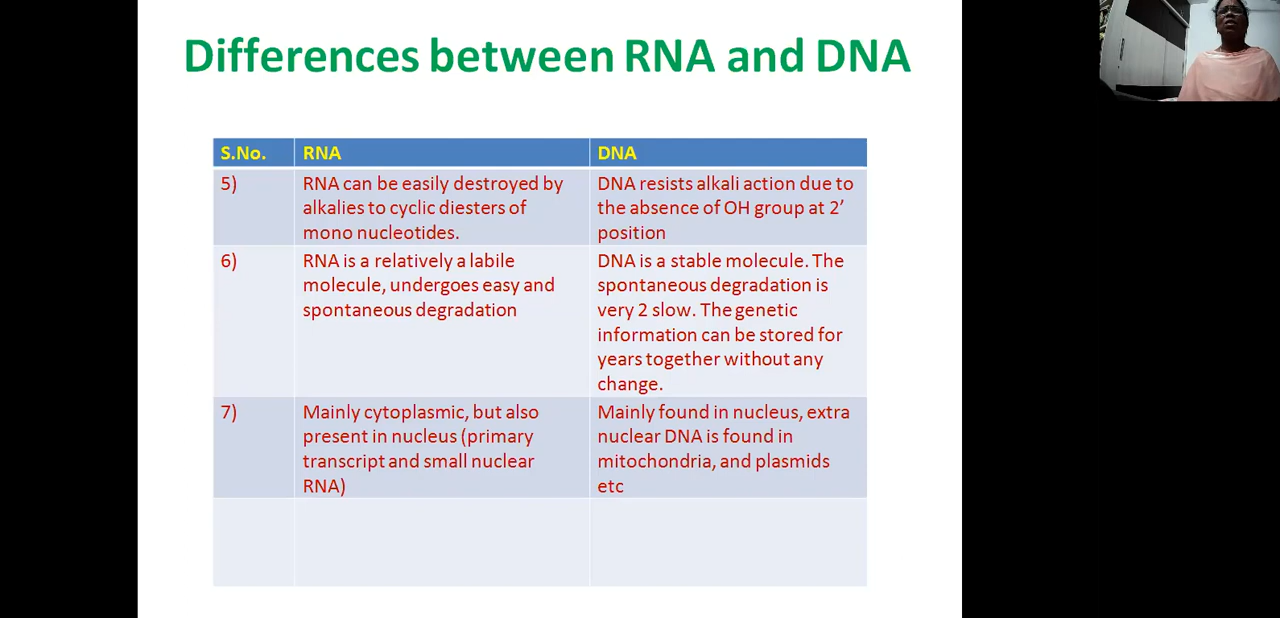 Differences between RNA and DNA
S.No. RNA DNA
5) RNA can be easily destroyed by DNA resists alkali action due to
alkalies to cyclic diesters of the absence of OH group at 2’
mono nucleotides. position
6) RNA is a relatively a labile DNA is a stable molecule. The
molecule, undergoes easy and spontaneous degradation is
spontaneous degradation very 2 slow. The genetic
information can be stored for
years together without any
change.
7) Mainly cytoplasmic, but also Mainly found in nucleus, extra
present in nucleus (primary nuclear DNA is found in
transcript and small nuclear mitochondria, and plasmids
RNA) etc